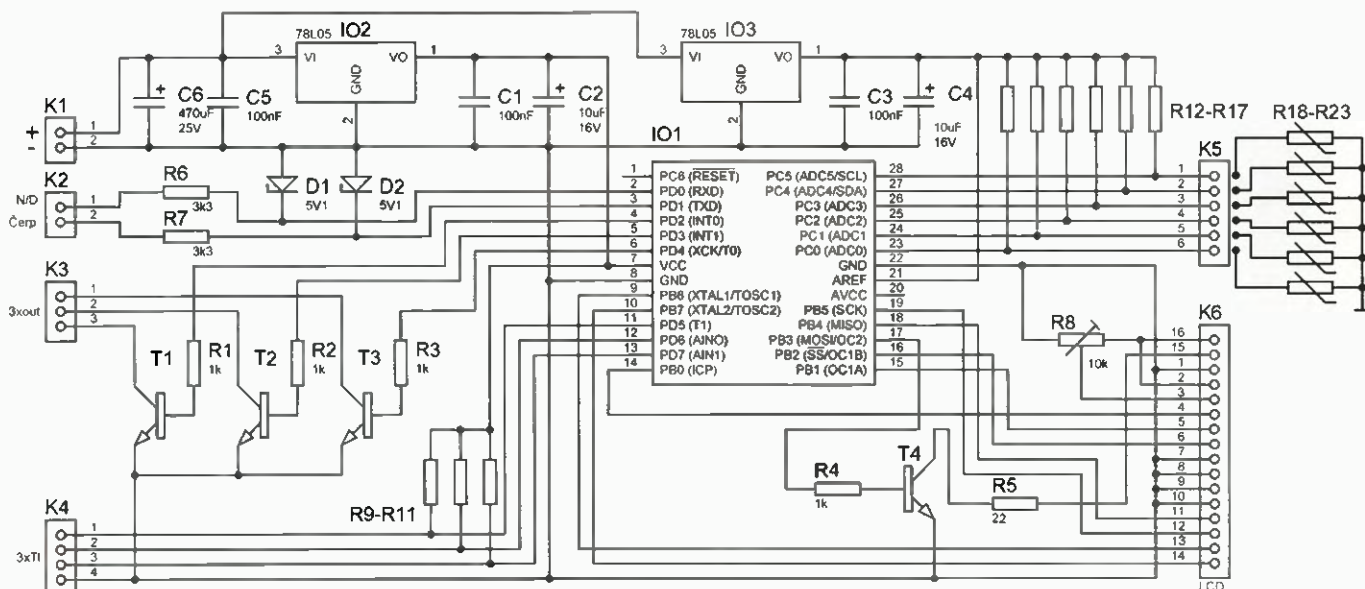 78L05 IO2
3 VI VO 1
GND
2
78L05 IO3
3 VI VO 1
GND
2
+ C6
470uF
25V
C5
100nF
C1
100nF
+ C2
10uF
16V
C3
100nF
+ C4
10uF
16V
R12-R17
R18-R23
K1
+ 1
- 2
K2
N/D 1
Čerp 2
R6
3k3
R7
3k3
D1
5V1
D2
5V1
K3
3xout
1
2
3
T1
R1
1k
T2
R2
1k
T3
R3
1k
K4
3xTl
1
2
3
4
R9-R11
IO1
1 PC6 (RESET)
2 PD0 (RXD)
3 PD1 (TXD)
4 PD2 (INT0)
5 PD3 (INT1)
6 PD4 (XCK/T0)
7 VCC
8 GND
9 PB6 (XTAL1/TOSC1)
10 PB7 (XTAL2/TOSC2)
11 PD5 (T1)
12 PD6 (AIN0)
13 PD7 (AIN1)
14 PB0 (ICP)
PC5 (ADC5/SCL) 28
PC4 (ADC4/SDA) 27
PC3 (ADC3) 26
PC2 (ADC2) 25
PC1 (ADC1 24
PC0 (ADC0) 23
GND 22
AREF 21
AVCC 20
PB5 (SCK) 19
PB4 (MISO) 18
PB3 (MOSI/OC2) 17
PB2 (SS/OC1B) 16
PB1 (OC1A) 15
K5
1
2
3
4
5
6
R8
10k
R4
1k
T4
R5
22
K6
16
15
1
2
3
4
5
6
7
8
9
10
11
12
13
14
LCD